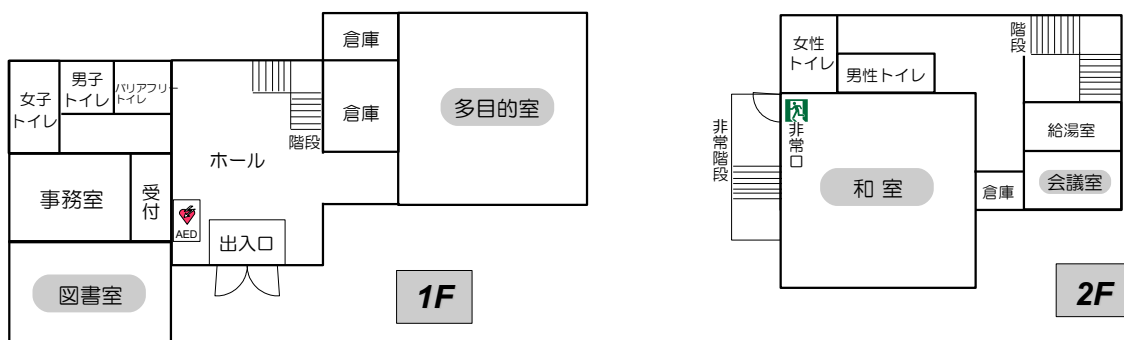 倉庫
女子
トイレ
男子
トイレ
バリアフリー
トイレ
倉庫
多目的室
階段
ホール
事務室
受付
AED
出入口
図書室
1F
女性
トイレ
男性トイレ
階段
非常階段
非常口
給湯室
和 室
倉庫
会議室
2F